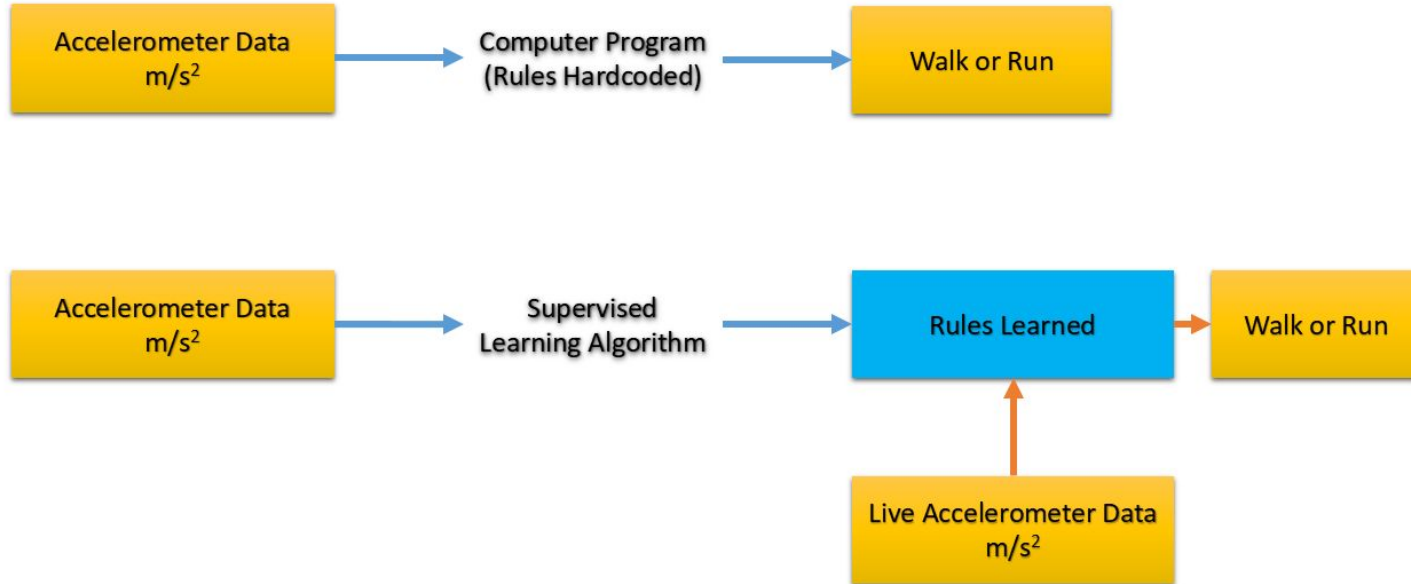 Accelerometer Data
m/s²
Computer Program
(Rules Hardcoded)
Walk or Run
Accelerometer Data
m/s²
Supervised
Learning Algorithm
Rules Learned
Walk or Run
Live Accelerometer Data
m/s²